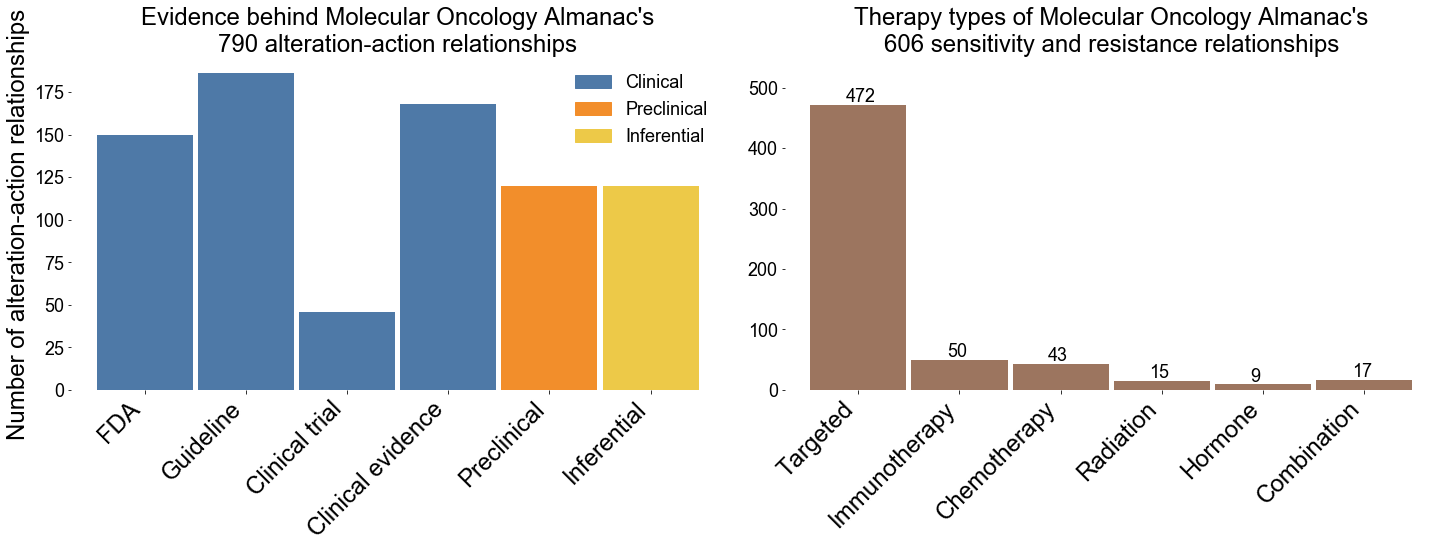 Evidence behind Molecular Oncology Almanac's
790 alteration-action relationships
Number of alteration-action relationships
175
150
125
100
75
50
25
0
Clinical
Preclinical
Inferential
FDA
Guideline
Clinical trial
Clinical evidence
Preclinical
Inferential
Therapy types of Molecular Oncology Almanac's
606 sensitivity and resistance relationships
500
400
300
200
100
0
472
50
43
15
9
17
Targeted
Immunotherapy
Chemotherapy
Radiation
Hormone
Combination